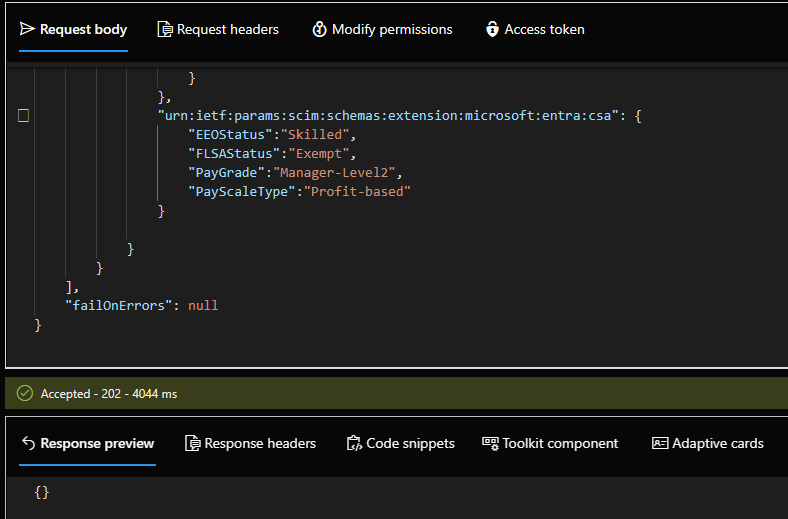 Request body Request headers Modify permissions Access token
}
},
"urn:ietf:params:scim:schemas:extension:microsoft:entra:csa": {
"EEOStatus":"Skilled",
"FLSAStatus":"Exempt",
"PayGrade":"Manager-Level2",
"PayScaleType":"Profit-based"
}
}
}
],
"failOnErrors": null
}
Accepted - 202 - 4044 ms
Response preview Response headers Code snippets Toolkit component Adaptive cards
{}